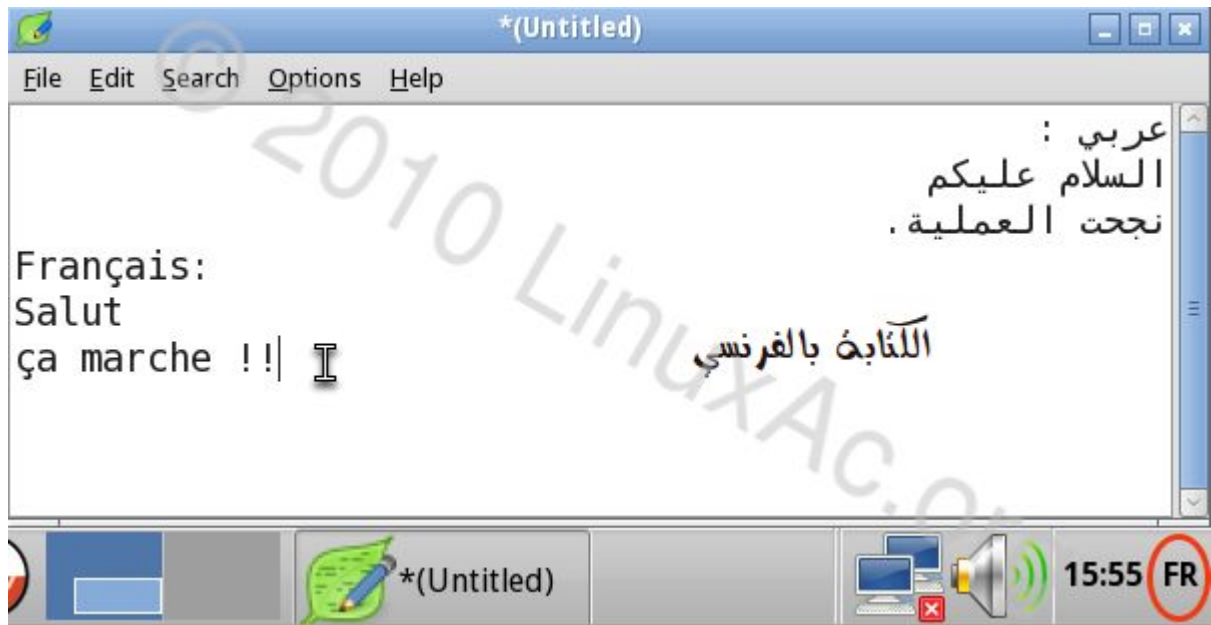 *(Untitled)
File Edit Search Options Help
عربي :
السلام عليكم
نجحت العملية.
Français:
Salut
ça marche !!
الكتابة بالفرنسي
© 2010 LinuxAc.or
*(Untitled)
15:55 FR